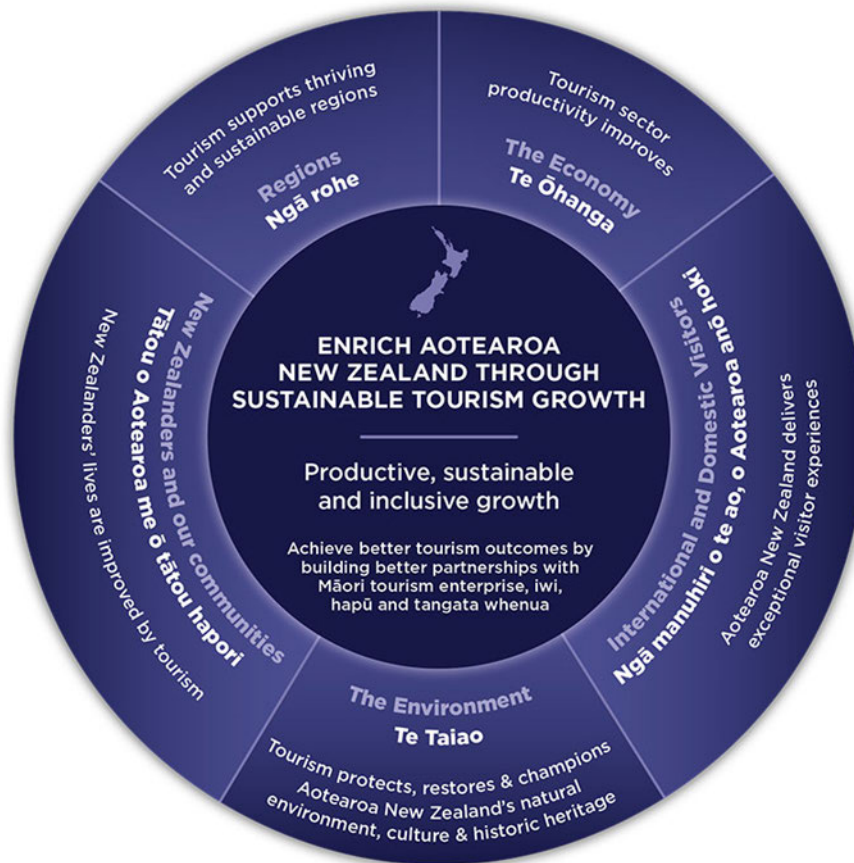 ENRICH AOTEAROA
NEW ZEALAND THROUGH
SUSTAINABLE TOURISM GROWTH
Productive, sustainable
and inclusive growth
Achieve better tourism outcomes by
building better partnerships with
Māori tourism enterprise, iwi,
hapū and tangata whenua
Tourism sector
productivity improves
The Economy
Te Ōhanga
International and Domestic Visitors
Ngā manuhiri o te ao, o Aotearoa anō hoki
Aotearoa New Zealand delivers
exceptional visitor experiences
The Environment
Te Taiao
Tourism protects, restores & champions
Aotearoa New Zealand's natural
environment, culture & historic heritage
New Zealanders and our communities
Tātou o Aotearoa me ō tātou hapori
New Zealanders' lives are improved by tourism
Tourism supports thriving
and sustainable regions
Regions
Ngā rohe